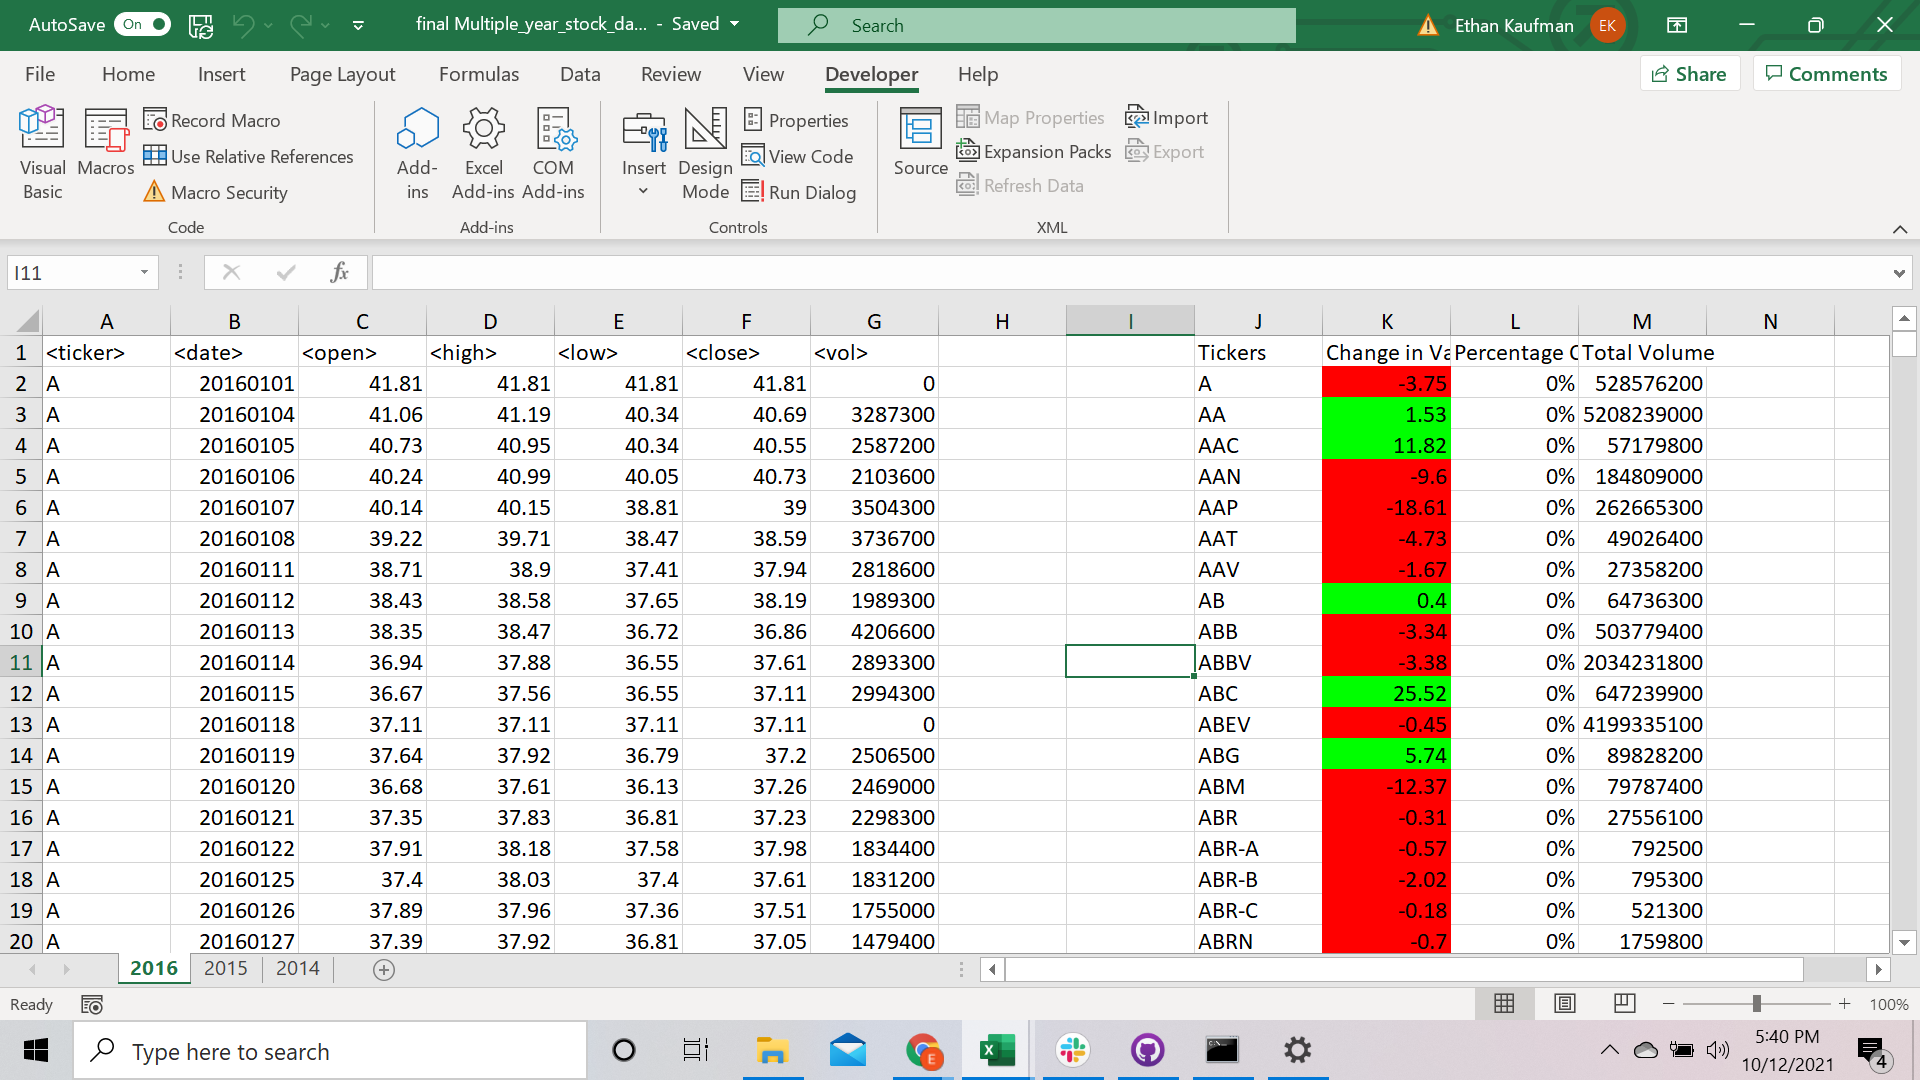 AutoSave On final Multiple_year_stock_da... - Saved Search Ethan Kaufman EK
File Home Insert Page Layout Formulas Data Review View Developer Help Share Comments
Visual Basic
Macros
Record Macro
Use Relative References
Macro Security
Code
Add-ins
Excel Add-ins
COM Add-ins
Add-ins
Insert
Design Mode
Properties
View Code
Run Dialog
Controls
Source
Map Properties
Expansion Packs
Refresh Data
Import
Export
XML
I11 fx
A B C D E F G H I J K L M N
1 <ticker> <date> <open> <high> <low> <close> <vol> Tickers Change in Va Percentage C Total Volume
2 A 20160101 41.81 41.81 41.81 41.81 0 A -3.75 0% 528576200
3 A 20160104 41.06 41.19 40.34 40.69 3287300 AA 1.53 0% 5208239000
4 A 20160105 40.73 40.95 40.34 40.55 2587200 AAC 11.82 0% 57179800
5 A 20160106 40.24 40.99 40.05 40.73 2103600 AAN -9.6 0% 184809000
6 A 20160107 40.14 40.15 38.81 39 3504300 AAP -18.61 0% 262665300
7 A 20160108 39.22 39.71 38.47 38.59 3736700 AAT -4.73 0% 49026400
8 A 20160111 38.71 38.9 37.41 37.94 2818600 AAV -1.67 0% 27358200
9 A 20160112 38.43 38.58 37.65 38.19 1989300 AB 0.4 0% 64736300
10 A 20160113 38.35 38.47 36.72 36.86 4206600 ABB -3.34 0% 503779400
11 A 20160114 36.94 37.88 36.55 37.61 2893300 ABBV -3.38 0% 2034231800
12 A 20160115 36.67 37.56 36.55 37.11 2994300 ABC 25.52 0% 647239900
13 A 20160118 37.11 37.11 37.11 37.11 0 ABEV -0.45 0% 4199335100
14 A 20160119 37.64 37.92 36.79 37.2 2506500 ABG 5.74 0% 89828200
15 A 20160120 36.68 37.61 36.13 37.26 2469000 ABM -12.37 0% 79787400
16 A 20160121 37.35 37.83 36.81 37.23 2298300 ABR -0.31 0% 27556100
17 A 20160122 37.91 38.18 37.58 37.98 1834400 ABR-A -0.57 0% 792500
18 A 20160125 37.4 38.03 37.4 37.61 1831200 ABR-B -2.02 0% 795300
19 A 20160126 37.89 37.96 37.36 37.51 1755000 ABR-C -0.18 0% 521300
20 A 20160127 37.39 37.92 36.81 37.05 1479400 ABRN -0.7 0% 1759800
2016 2015 2014
Ready 100%
Type here to search E 5:40 PM
10/12/2021 4